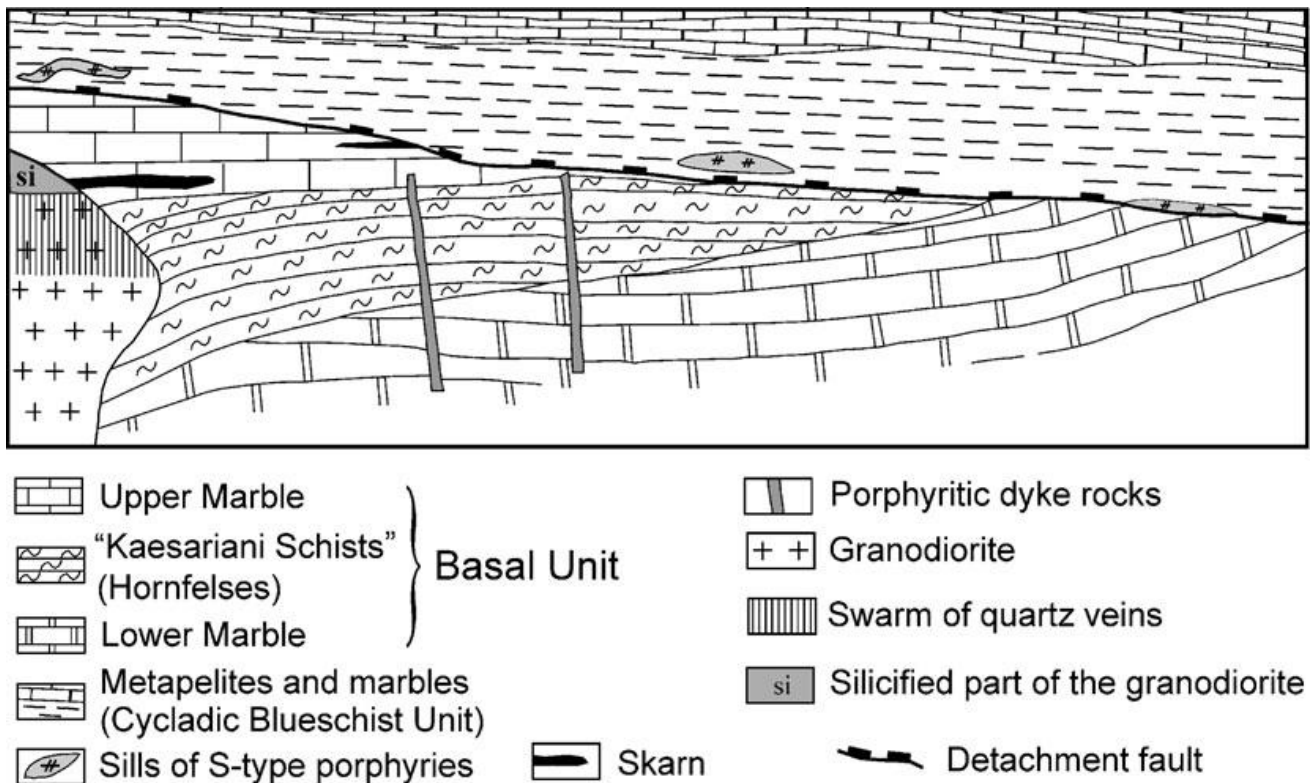 si
Upper Marble
“Kaesariani Schists”
(Hornfelses)
Lower Marble
Basal Unit
Metapelites and marbles
(Cycladic Blueschist Unit)
Sills of S-type porphyries
Skarn
Porphyritic dyke rocks
Granodiorite
Swarm of quartz veins
si
Silicified part of the granodiorite
Detachment fault